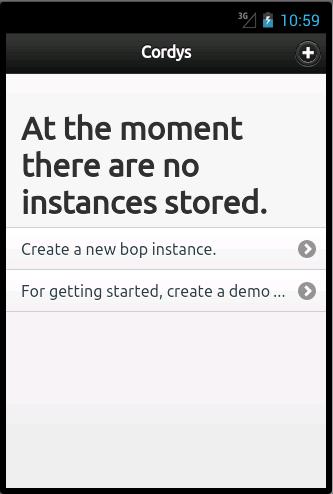 3G 10:59
Cordys
At the moment
there are no
instances stored.
Create a new bop instance.
For getting started, create a demo ...